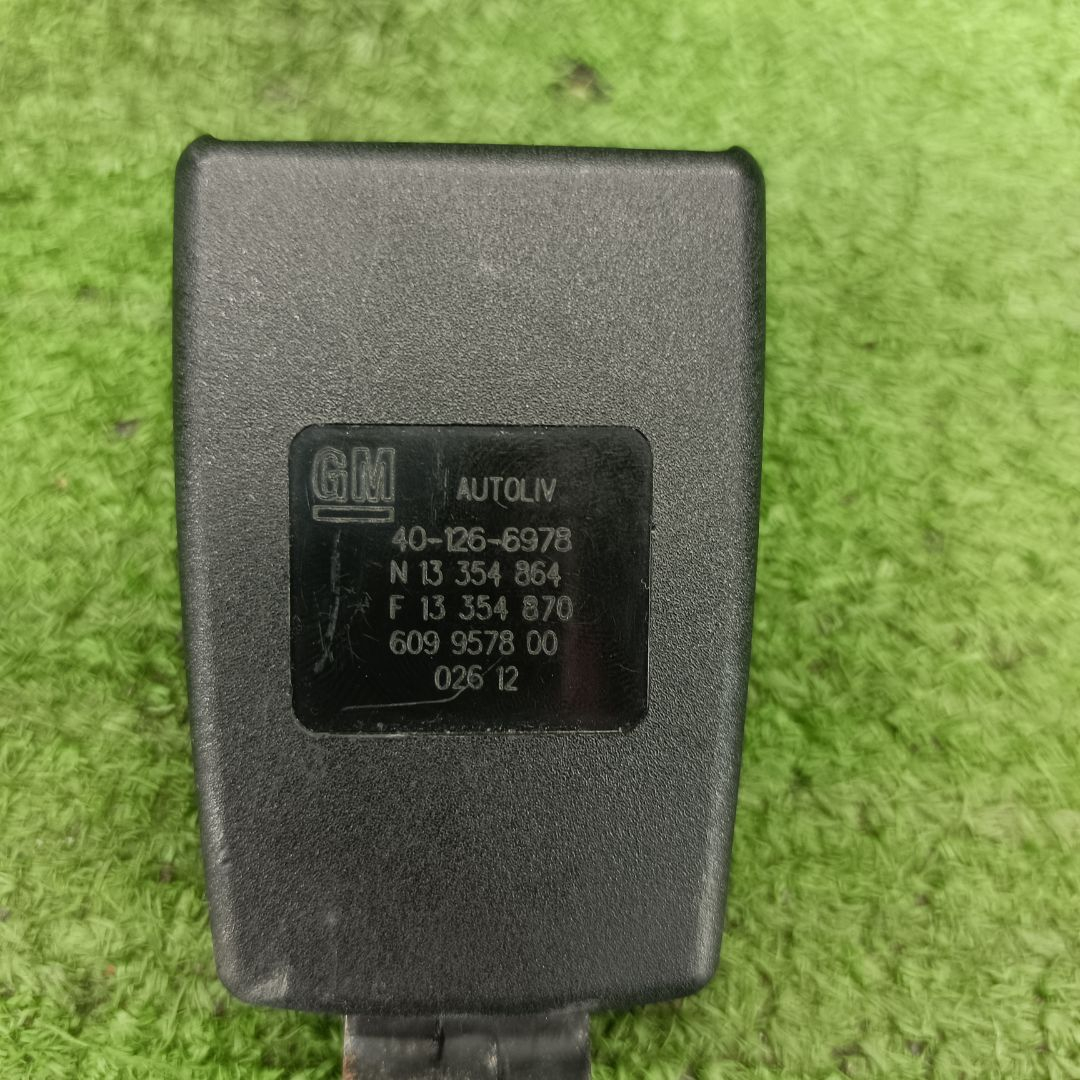 GM AUTOLIV
40-126-6978
N 13 354 864
F 13 354 870
609 9578 00
026 12